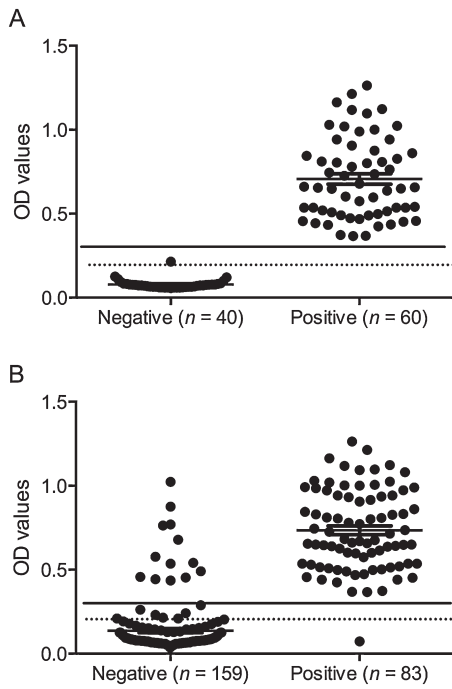 A
1.5
1.0
0.5
0.0
OD values
Negative (n = 40)
Positive (n = 60)
B
1.5
1.0
0.5
0.0
OD values
Negative (n = 159)
Positive (n = 83)